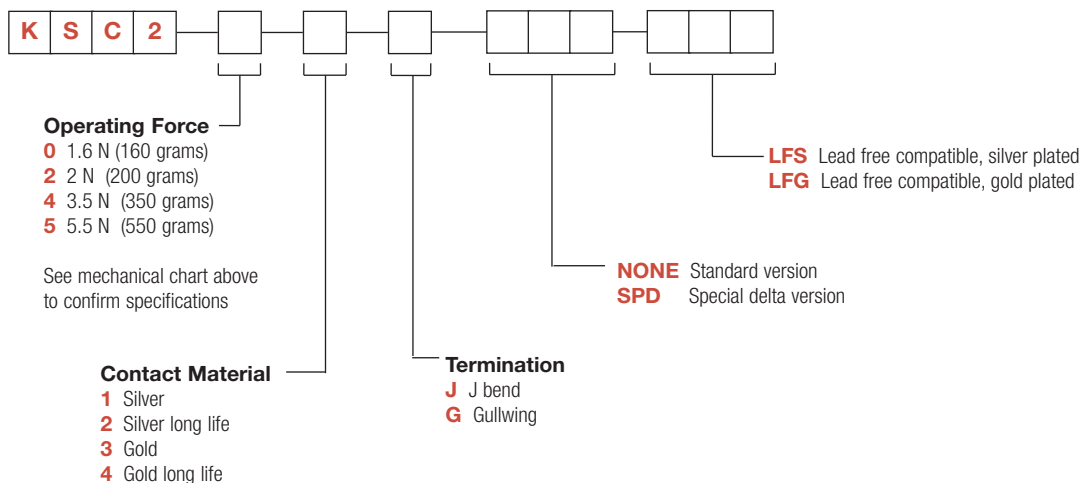 K S C 2
Operating Force
0 1.6 N (160 grams)
2 2 N (200 grams)
4 3.5 N (350 grams)
5 5.5 N (550 grams)
See mechanical chart above
to confirm specifications
Contact Material
1 Silver
2 Silver long life
3 Gold
4 Gold long life
Termination
J J bend
G Gullwing
NONE Standard version
SPD Special delta version
LFS Lead free compatible, silver plated
LFG Lead free compatible, gold plated